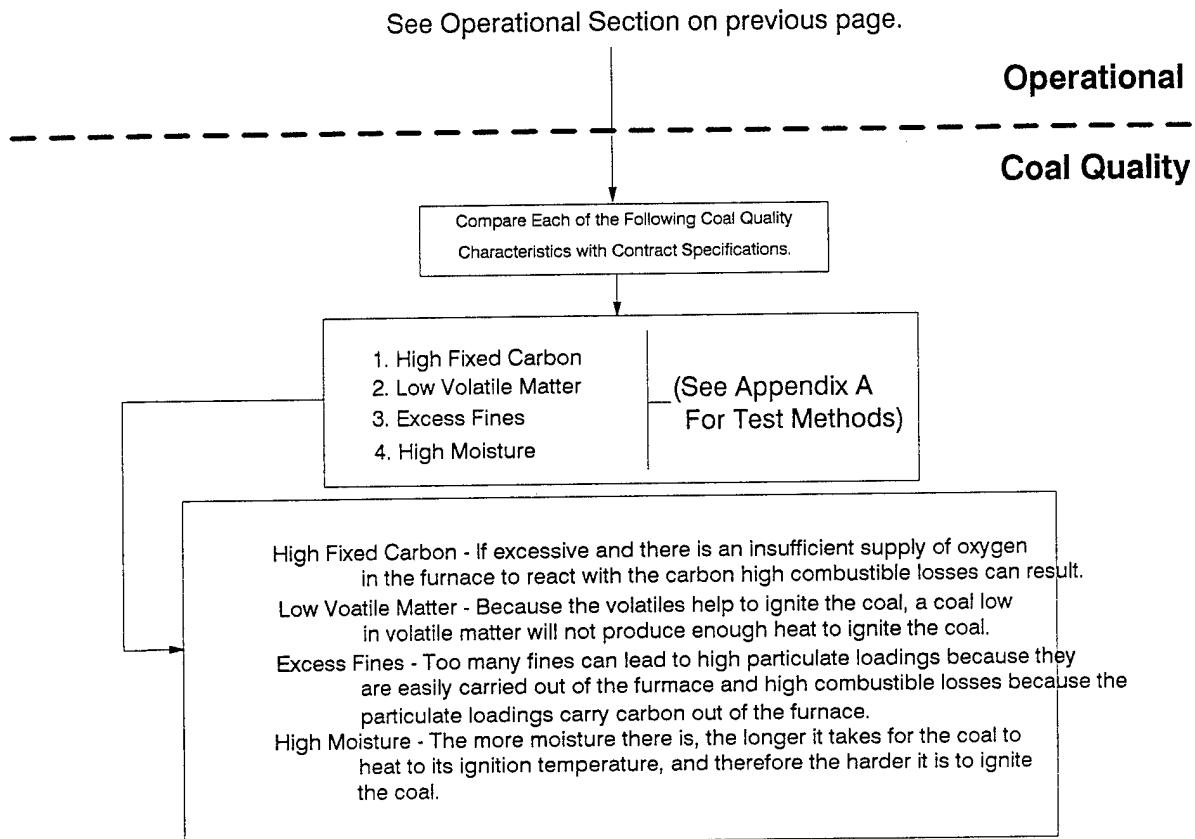 See Operational Section on previous page.
Operational
Coal Quality
Compare Each of the Following Coal Quality
Characteristics with Contract Specifications.
1. High Fixed Carbon
2. Low Volatile Matter
3. Excess Fines
4. High Moisture
(See Appendix A
For Test Methods)
High Fixed Carbon - If excessive and there is an insufficient supply of oxygen
in the furnace to react with the carbon high combustible losses can result.
Low Voatile Matter - Because the volatiles help to ignite the coal, a coal low
in volatile matter will not produce enough heat to ignite the coal.
Excess Fines - Too many fines can lead to high particulate loadings because they
are easily carried out of the furmace and high combustible losses because the
particulate loadings carry carbon out of the furnace.
High Moisture - The more moisture there is, the longer it takes for the coal to
heat to its ignition temperature, and therefore the harder it is to ignite
the coal.